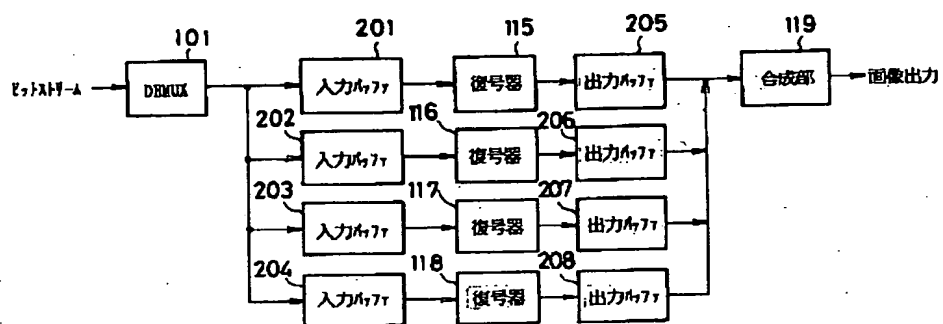 101 201 115 205 119
ビットストリーム DEMUX 入力バッファ 復号器 出力バッファ 合成部 画像出力
202 116 206
入力バッファ 復号器 出力バッファ
203 117 207
入力バッファ 復号器 出力バッファ
204 118 208
入力バッファ 復号器 出力バッファ